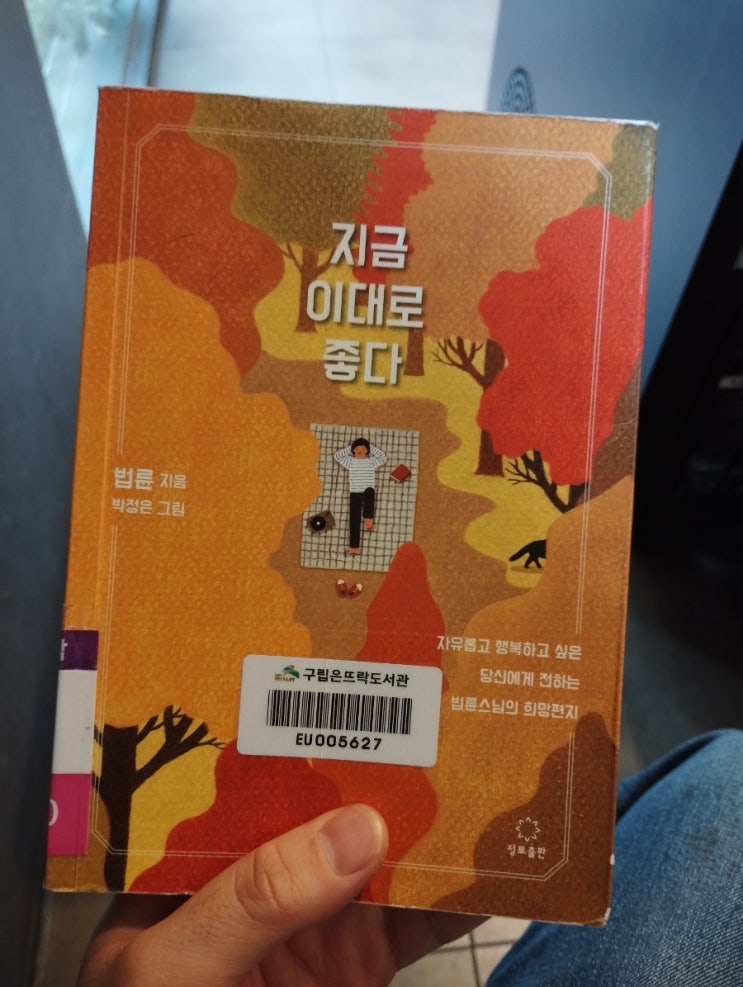 지금
이대로
좋다
법륜 지음
박정은 그림
자유롭고 행복하고 싶은
당신에게 전하는
법륜스님의 희망편지
구립은뜨락도서관
EU005627
정토출판